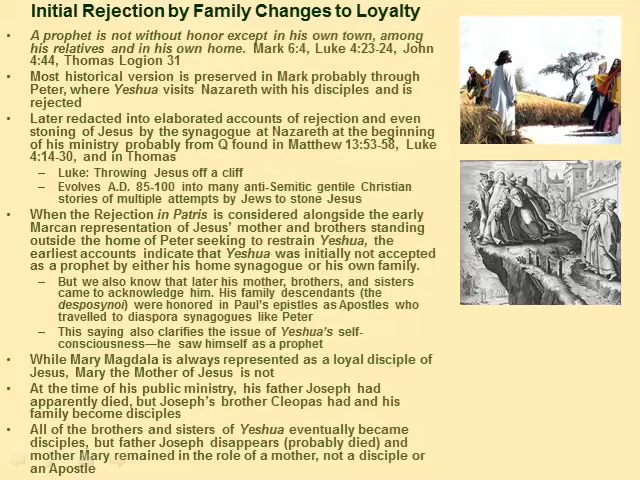 Initial Rejection by Family Changes to Loyalty
• A prophet is not without honor except in his own town, among
his relatives and in his own home. Mark 6:4, Luke 4:23-24, John
4:44, Thomas Logion 31
• Most historical version is preserved in Mark probably through
Peter, where Yeshua visits Nazareth with his disciples and is
rejected
• Later redacted into elaborated accounts of rejection and even
stoning of Jesus by the synagogue at Nazareth at the beginning
of his ministry probably from Q found in Matthew 13:53-58, Luke
4:14-30, and in Thomas
– Luke: Throwing Jesus off a cliff
– Evolves A.D. 85-100 into many anti-Semitic gentile Christian
stories of multiple attempts by Jews to stone Jesus
• When the Rejection in Patris is considered alongside the early
Marcan representation of Jesus' mother and brothers standing
outside the home of Peter seeking to restrain Yeshua, the
earliest accounts indicate that Yeshua was initially not accepted
as a prophet by either his home synagogue or his own family.
– But we also know that later his mother, brothers, and sisters
came to acknowledge him. His family descendants (the
desposynoi) were honored in Paul's epistles as Apostles who
travelled to diaspora synagogues like Peter
– This saying also clarifies the issue of Yeshua's self-
consciousness—he saw himself as a prophet
• While Mary Magdala is always represented as a loyal disciple of
Jesus, Mary the Mother of Jesus is not
• At the time of his public ministry, his father Joseph had
apparently died, but Joseph's brother Cleopas had and his
family become disciples
• All of the brothers and sisters of Yeshua eventually became
disciples, but father Joseph disappears (probably died) and
mother Mary remained in the role of a mother, not a disciple or
an Apostle